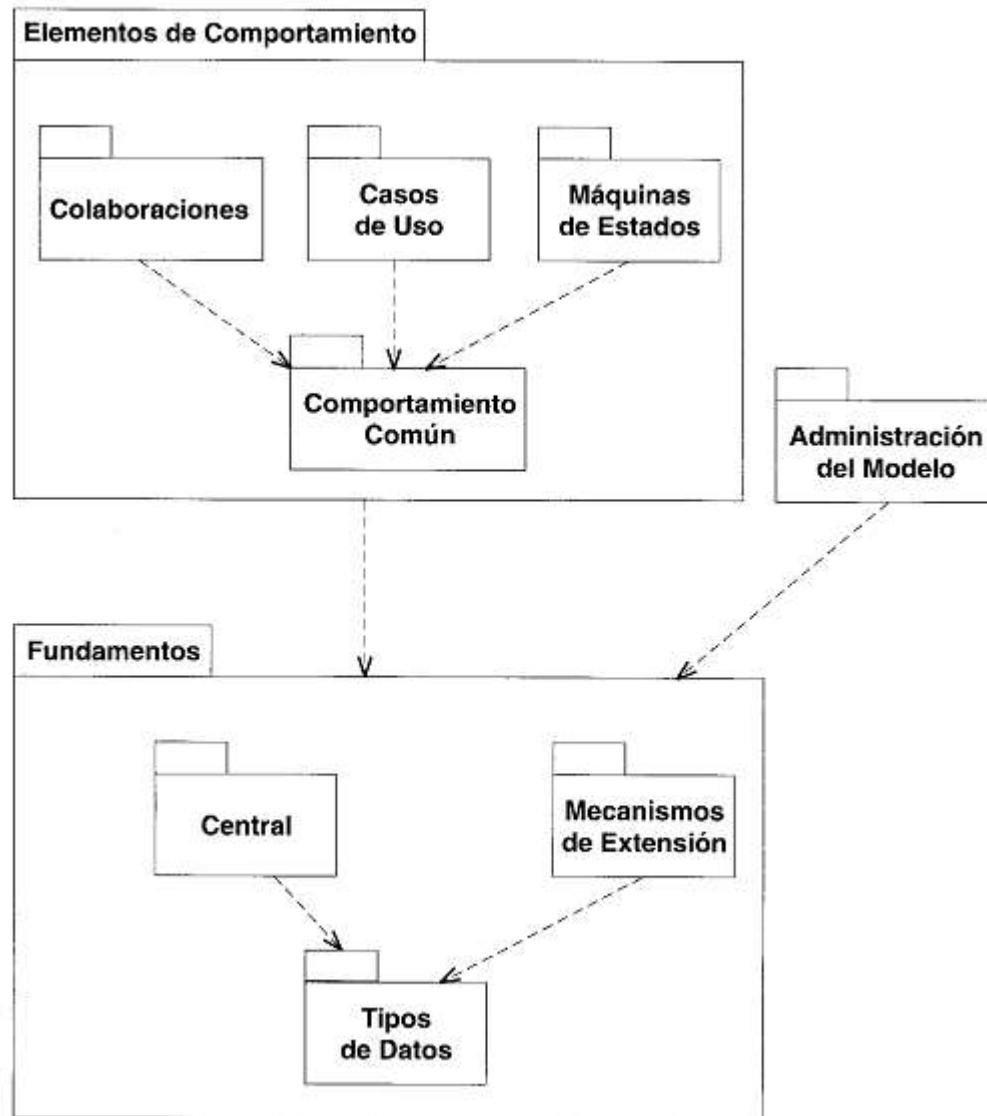 Elementos de Comportamiento
Colaboraciones
Casos
de Uso
Máquinas
de Estados
Comportamiento
Común
Administración
del Modelo
Fundamentos
Central
Mecanismos
de Extensión
Tipos
de Datos